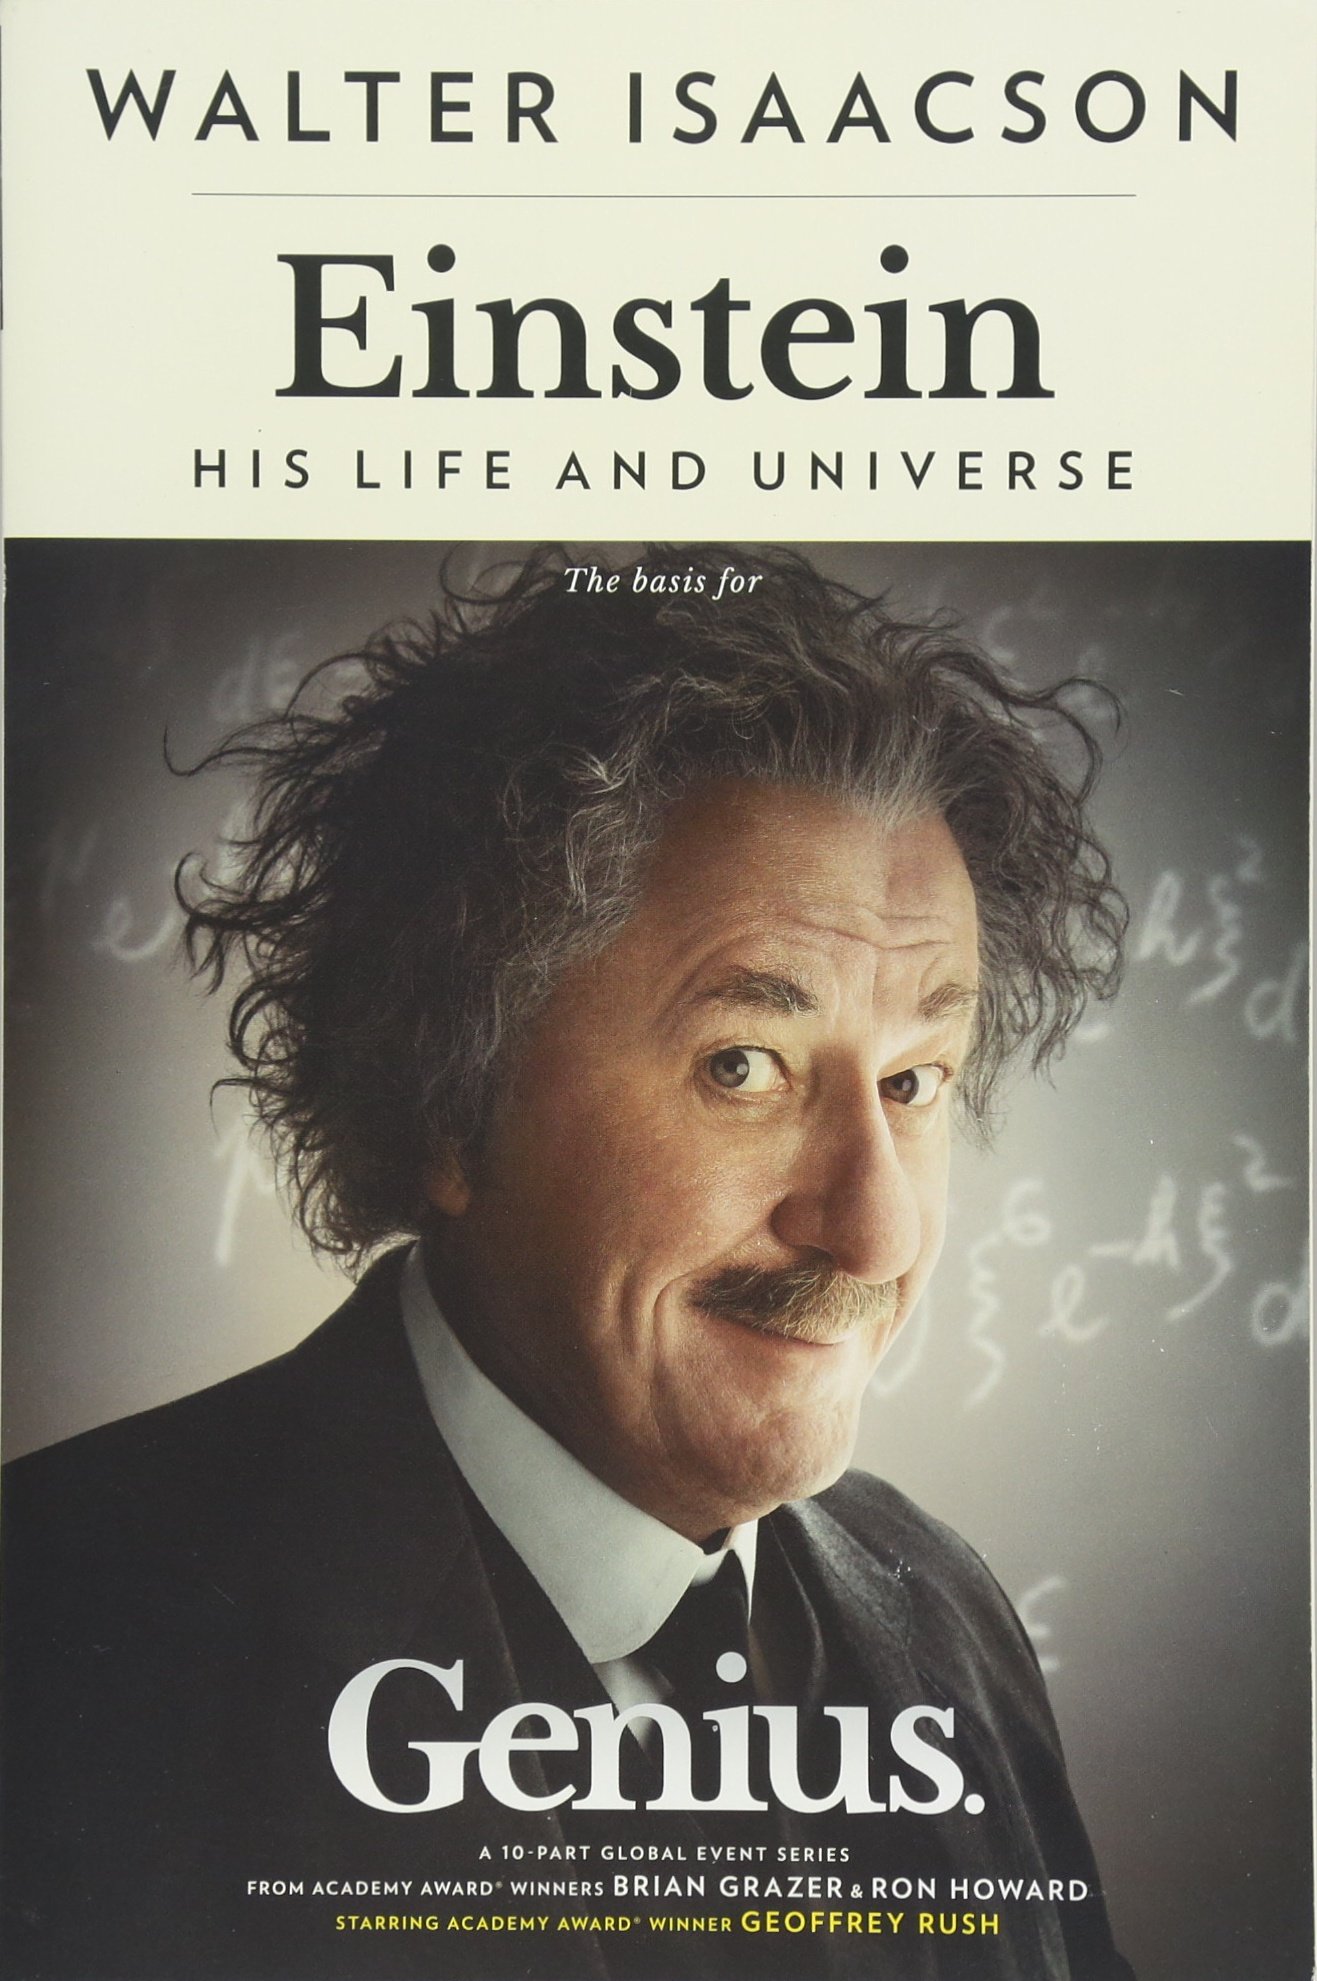 WALTER ISAACSON
Einstein
HIS LIFE AND UNIVERSE
The basis for
Genius.
A 10-PART GLOBAL EVENT SERIES
FROM ACADEMY AWARD® WINNERS BRIAN GRAZER & RON HOWARD
STARRING ACADEMY AWARD® WINNER GEOFFREY RUSH